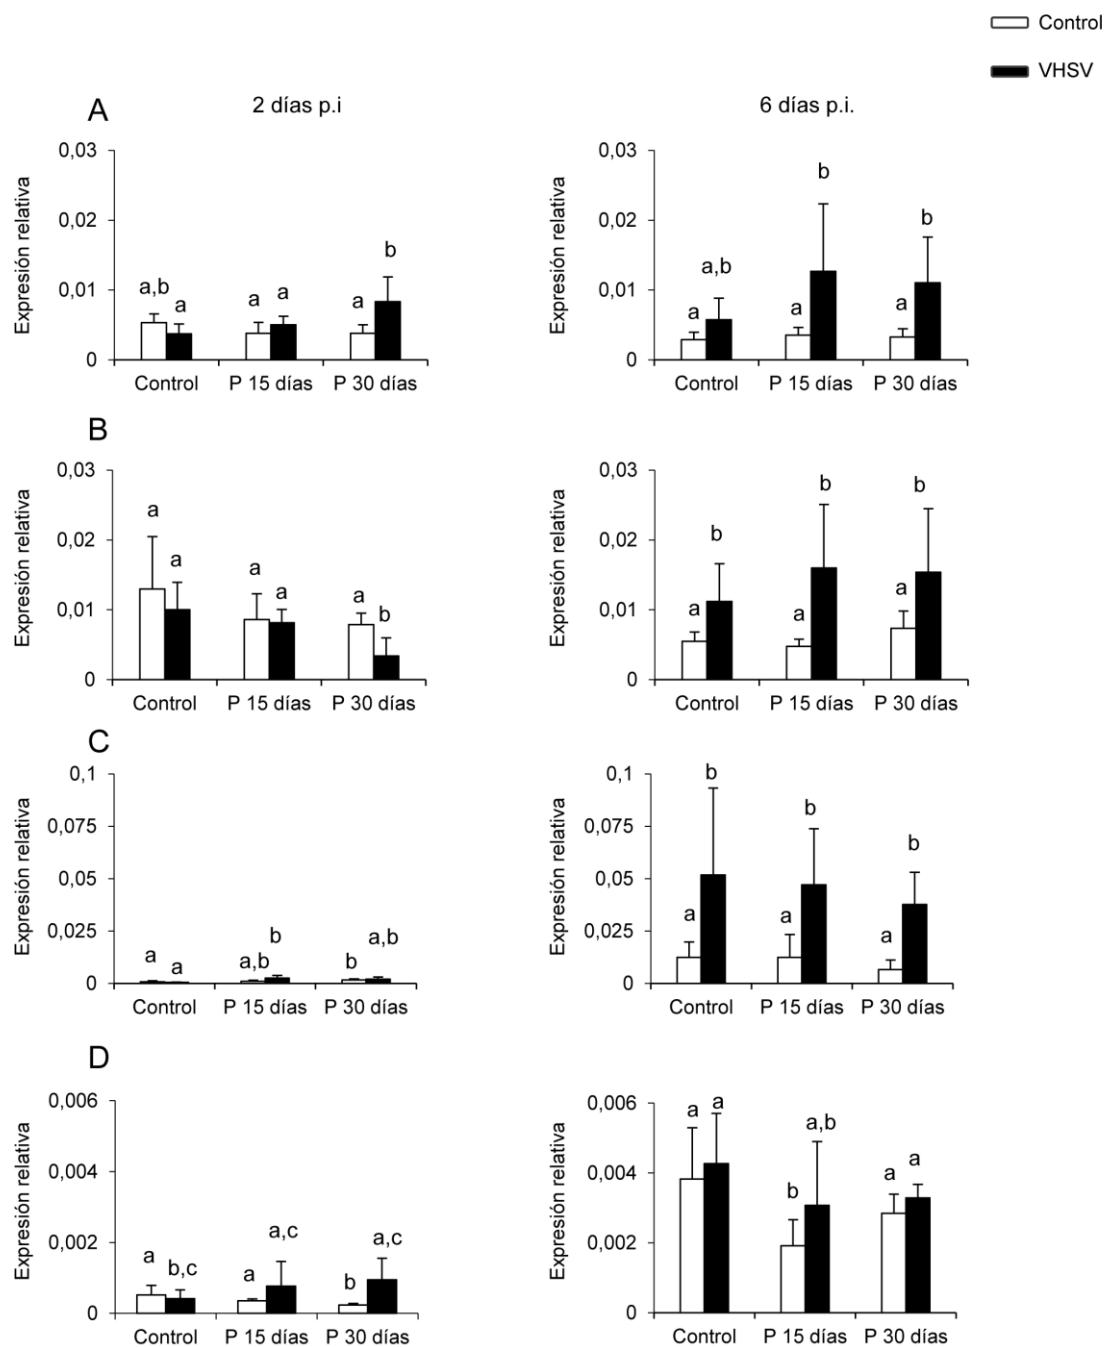 Control
VHSV
A
2 días p.i
6 días p.i.
Expresión relativa
0,03
0,02
0,01
0
a,b
a
a
a
a
b
Control
P 15 días
P 30 días
Expresión relativa
0,03
0,02
0,01
0
a
a,b
a
b
a
b
Control
P 15 días
P 30 días
B
Expresión relativa
0,03
0,02
0,01
0
a
a
a
a
a
b
Control
P 15 días
P 30 días
Expresión relativa
0,03
0,02
0,01
0
a
b
a
b
a
b
Control
P 15 días
P 30 días
C
Expresión relativa
0,1
0,075
0,05
0,025
0
a
a
a,b
b
b
a,b
Control
P 15 días
P 30 días
Expresión relativa
0,1
0,075
0,05
0,025
0
a
b
a
b
a
b
Control
P 15 días
P 30 días
D
Expresión relativa
0,006
0,004
0,002
0
a
b,c
a
a,c
b
a,c
Control
P 15 días
P 30 días
Expresión relativa
0,006
0,004
0,002
0
a
a
b
a,b
a
a
Control
P 15 días
P 30 días